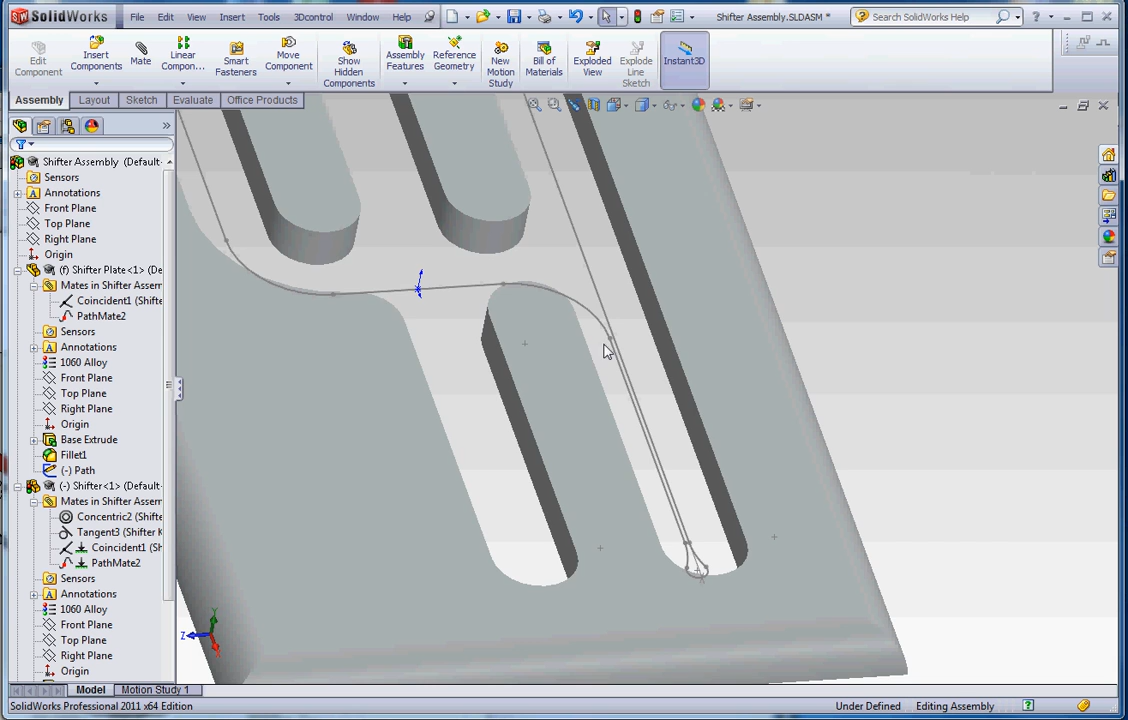 SolidWorks File Edit View Insert Tools 3Dcontrol Window Help Shifter Assembly.SLDASM * Search SolidWorks Help
Edit Component
Insert Components
Mate
Linear Compon...
Smart Fasteners
Move Component
Show Hidden Components
Assembly Features
Reference Geometry
New Motion Study
Bill of Materials
Exploded View
Explode Line Sketch
Instant3D
Assembly Layout Sketch Evaluate Office Products
Shifter Assembly (Default-
Sensors
Annotations
Front Plane
Top Plane
Right Plane
Origin
(f) Shifter Plate<1> (De
Mates in Shifter Assem
Coincident1 (Shifte
PathMate2
Sensors
Annotations
1060 Alloy
Front Plane
Top Plane
Right Plane
Origin
Base Extrude
Fillet1
(-) Path
(-) Shifter<1> (Default
Mates in Shifter Assem
Concentric2 (Shifte
Tangent3 (Shifter K
Coincident1 (Sh
PathMate2
Sensors
Annotations
1060 Alloy
Front Plane
Top Plane
Right Plane
Origin
Y
Z
Model Motion Study 1
SolidWorks Professional 2011 x64 Edition Under Defined Editing Assembly